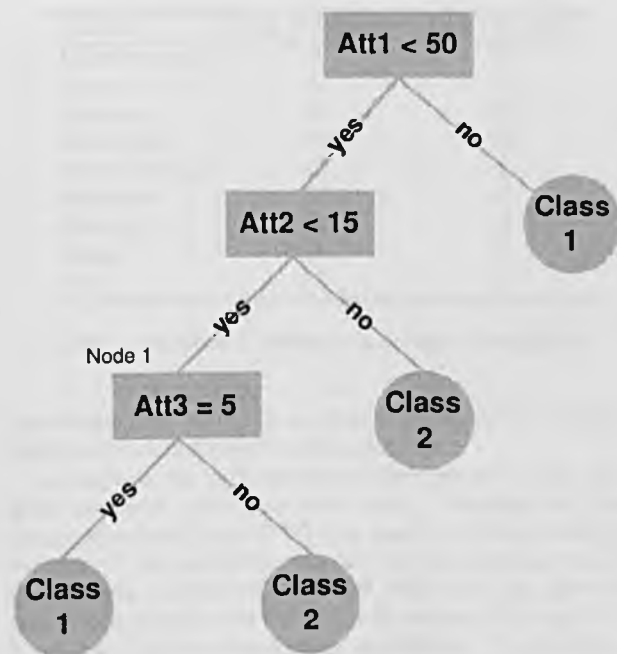 Att1 < 50
yes
no
Att2 < 15
Class
1
yes
no
Node 1
Att3 = 5
Class
2
yes
no
Class
1
Class
2